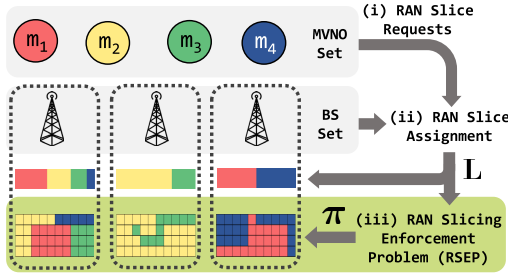 (i) RAN Slice
Requests
m1
m2
m3
m4
MVNO
Set
BS
Set
(ii) RAN Slice
Assignment
L
π
(iii) RAN Slicing
Enforcement
Problem (RSEP)